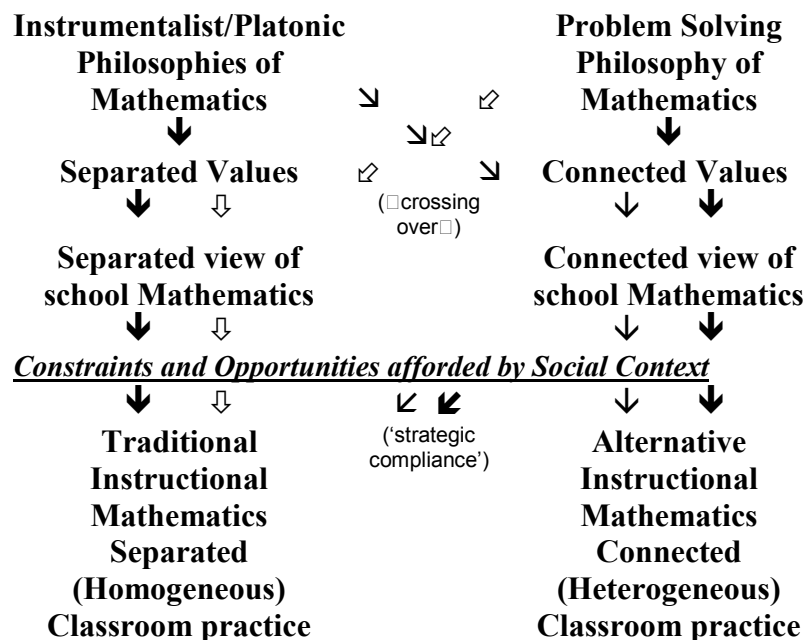 Instrumentalist/Platonic
Philosophies of
Mathematics
Problem Solving
Philosophy of
Mathematics
Separated Values
Connected Values
(□crossing
over□)
Separated view of
school Mathematics
Connected view of
school Mathematics
Constraints and Opportunities afforded by Social Context
('strategic
compliance')
Traditional
Instructional
Mathematics
Separated
(Homogeneous)
Classroom practice
Alternative
Instructional
Mathematics
Connected
(Heterogeneous)
Classroom practice